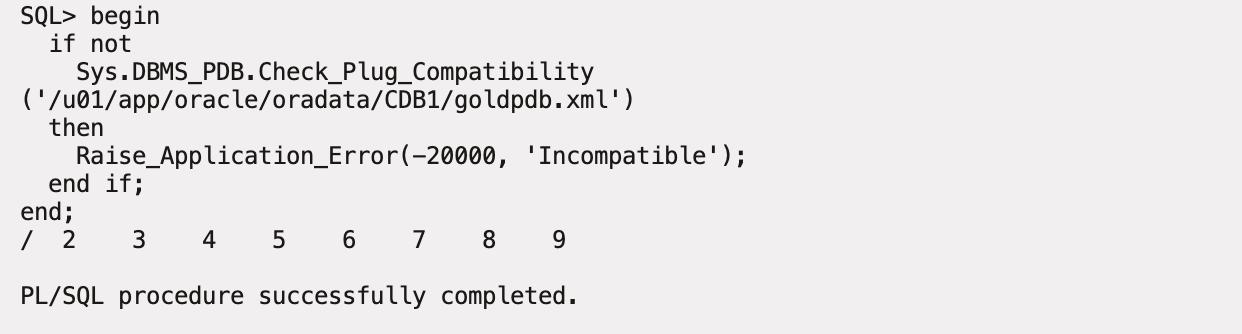 SQL> begin
  if not
    Sys.DBMS_PDB.Check_Plug_Compatibility
('/u01/app/oracle/oradata/CDB1/goldpdb.xml')
  then
    Raise_Application_Error(-20000, 'Incompatible');
  end if;
end;
/  2    3    4    5    6    7    8    9
PL/SQL procedure successfully completed.